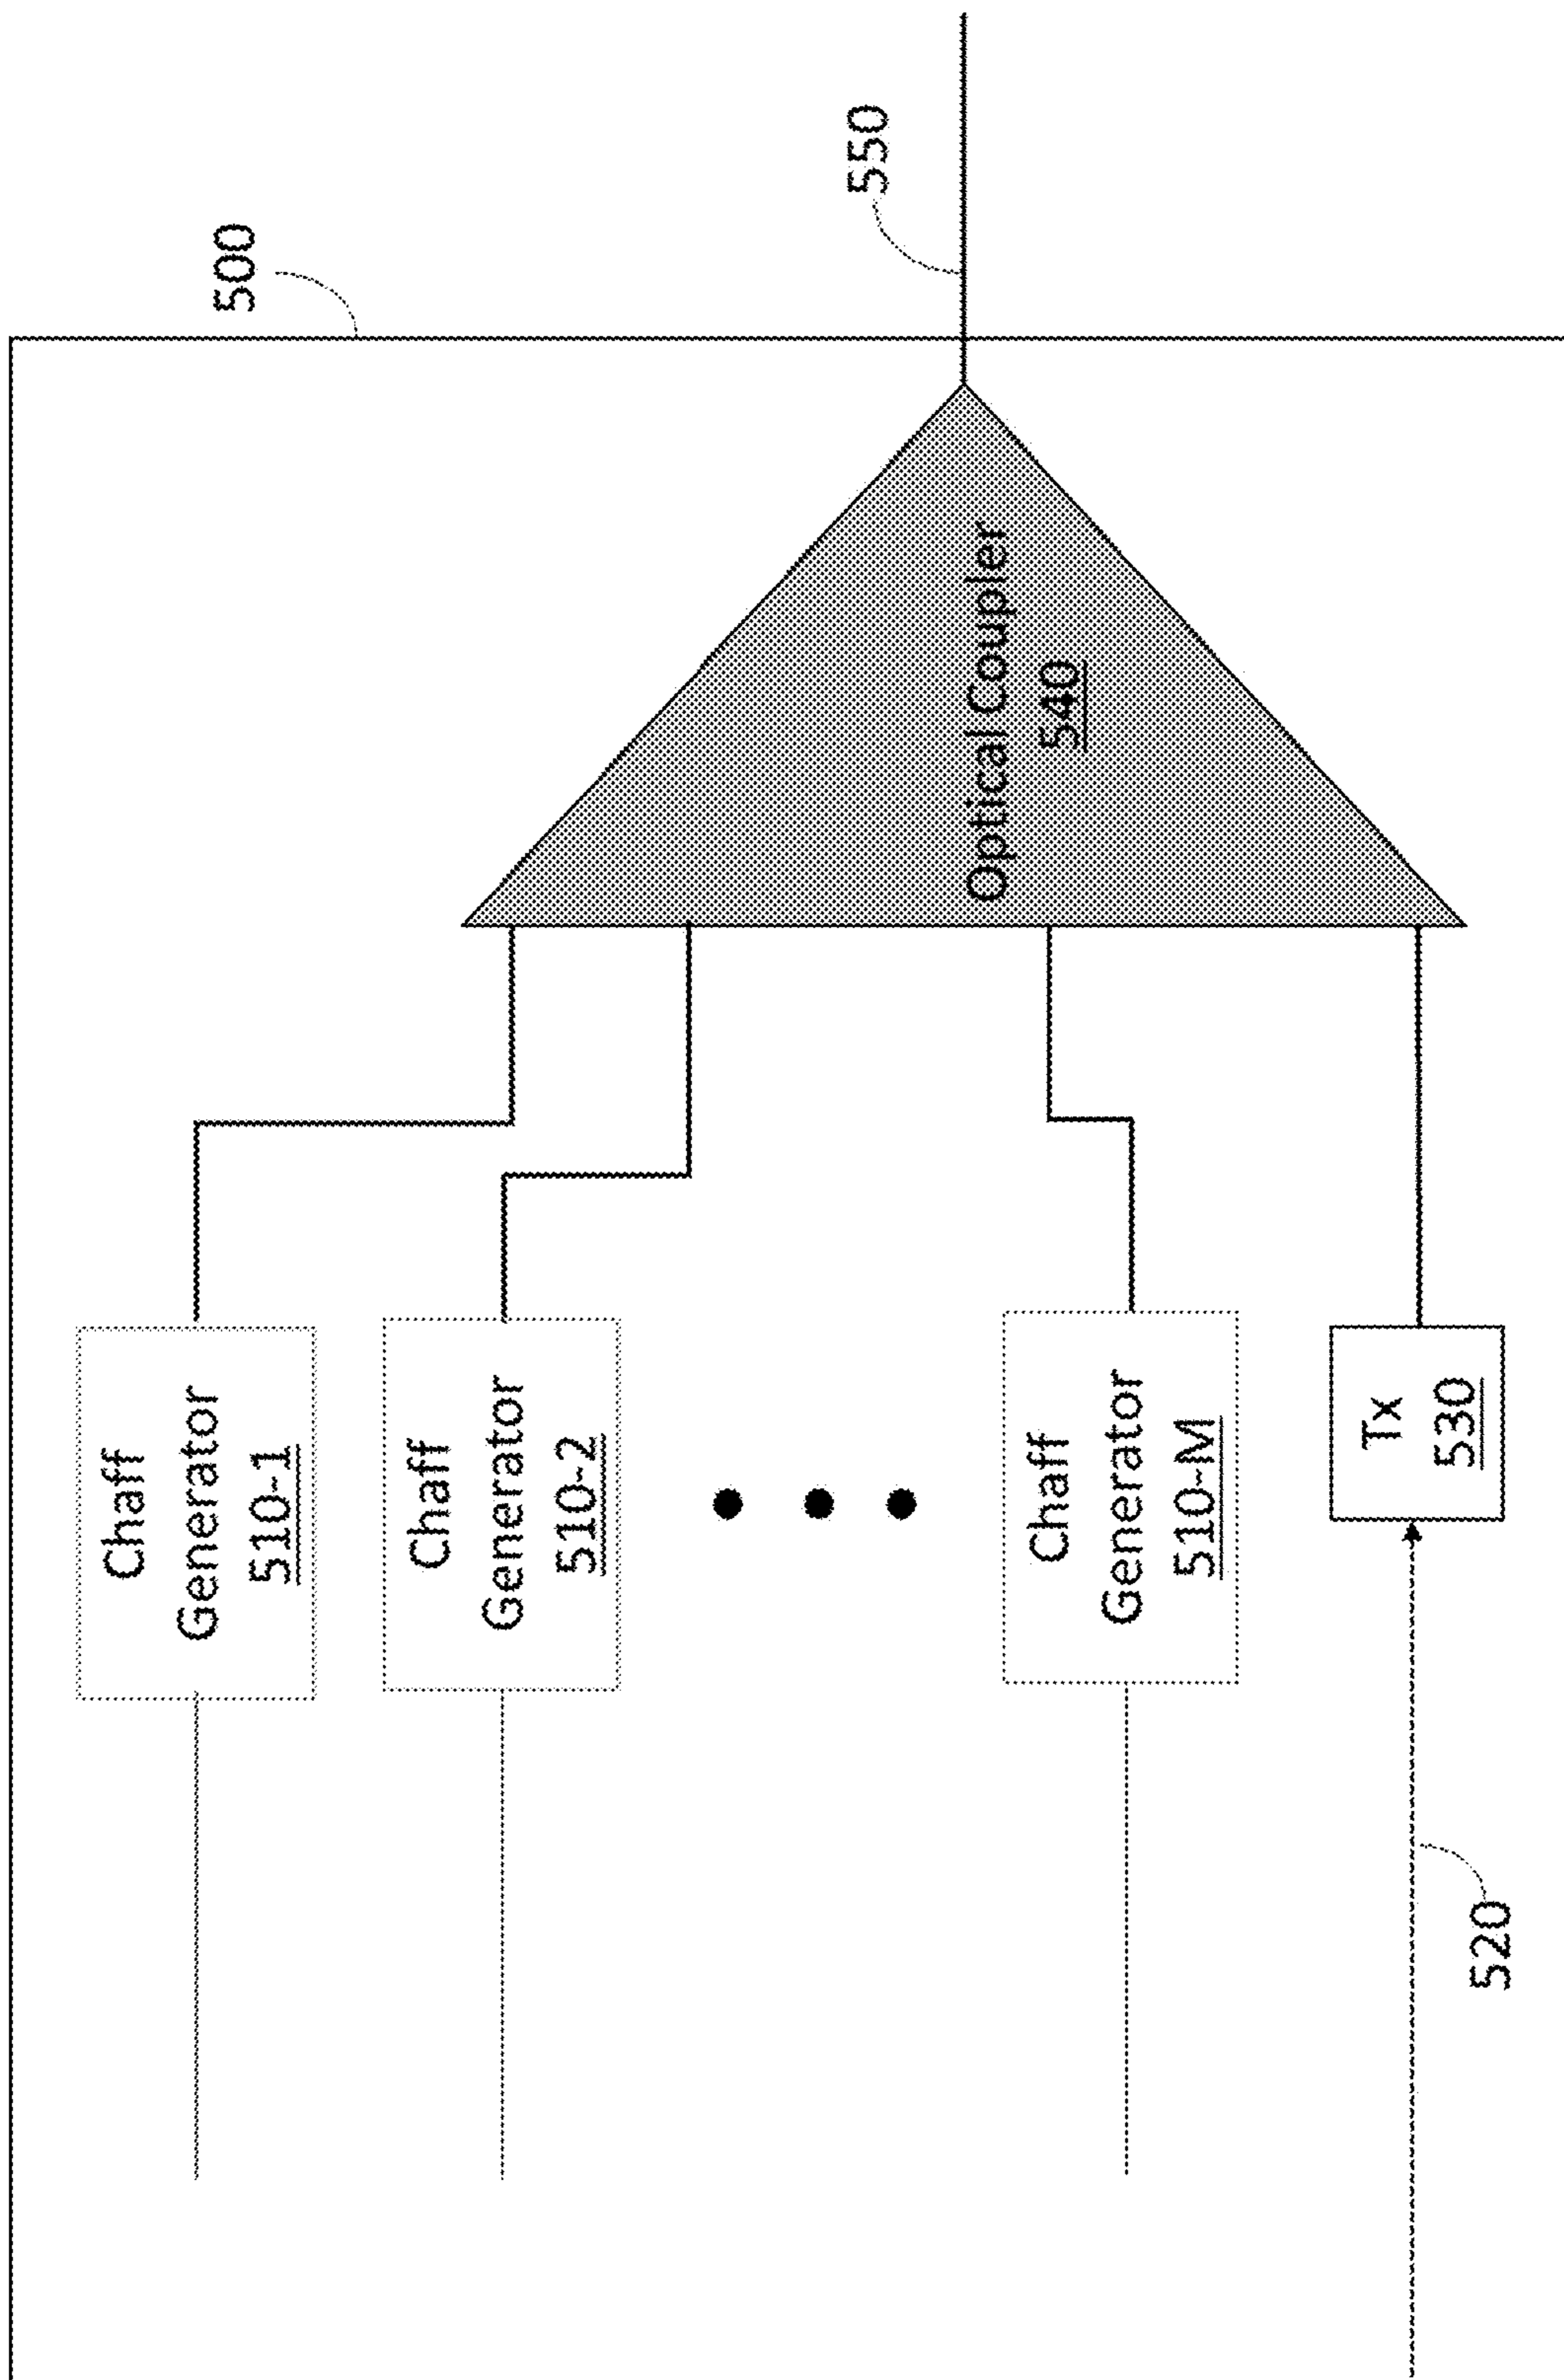 500
550
Chaff
Generator
510-1
Chaff
Generator
510-2
Chaff
Generator
510-M
Tx
530
Optical Coupler
540
520